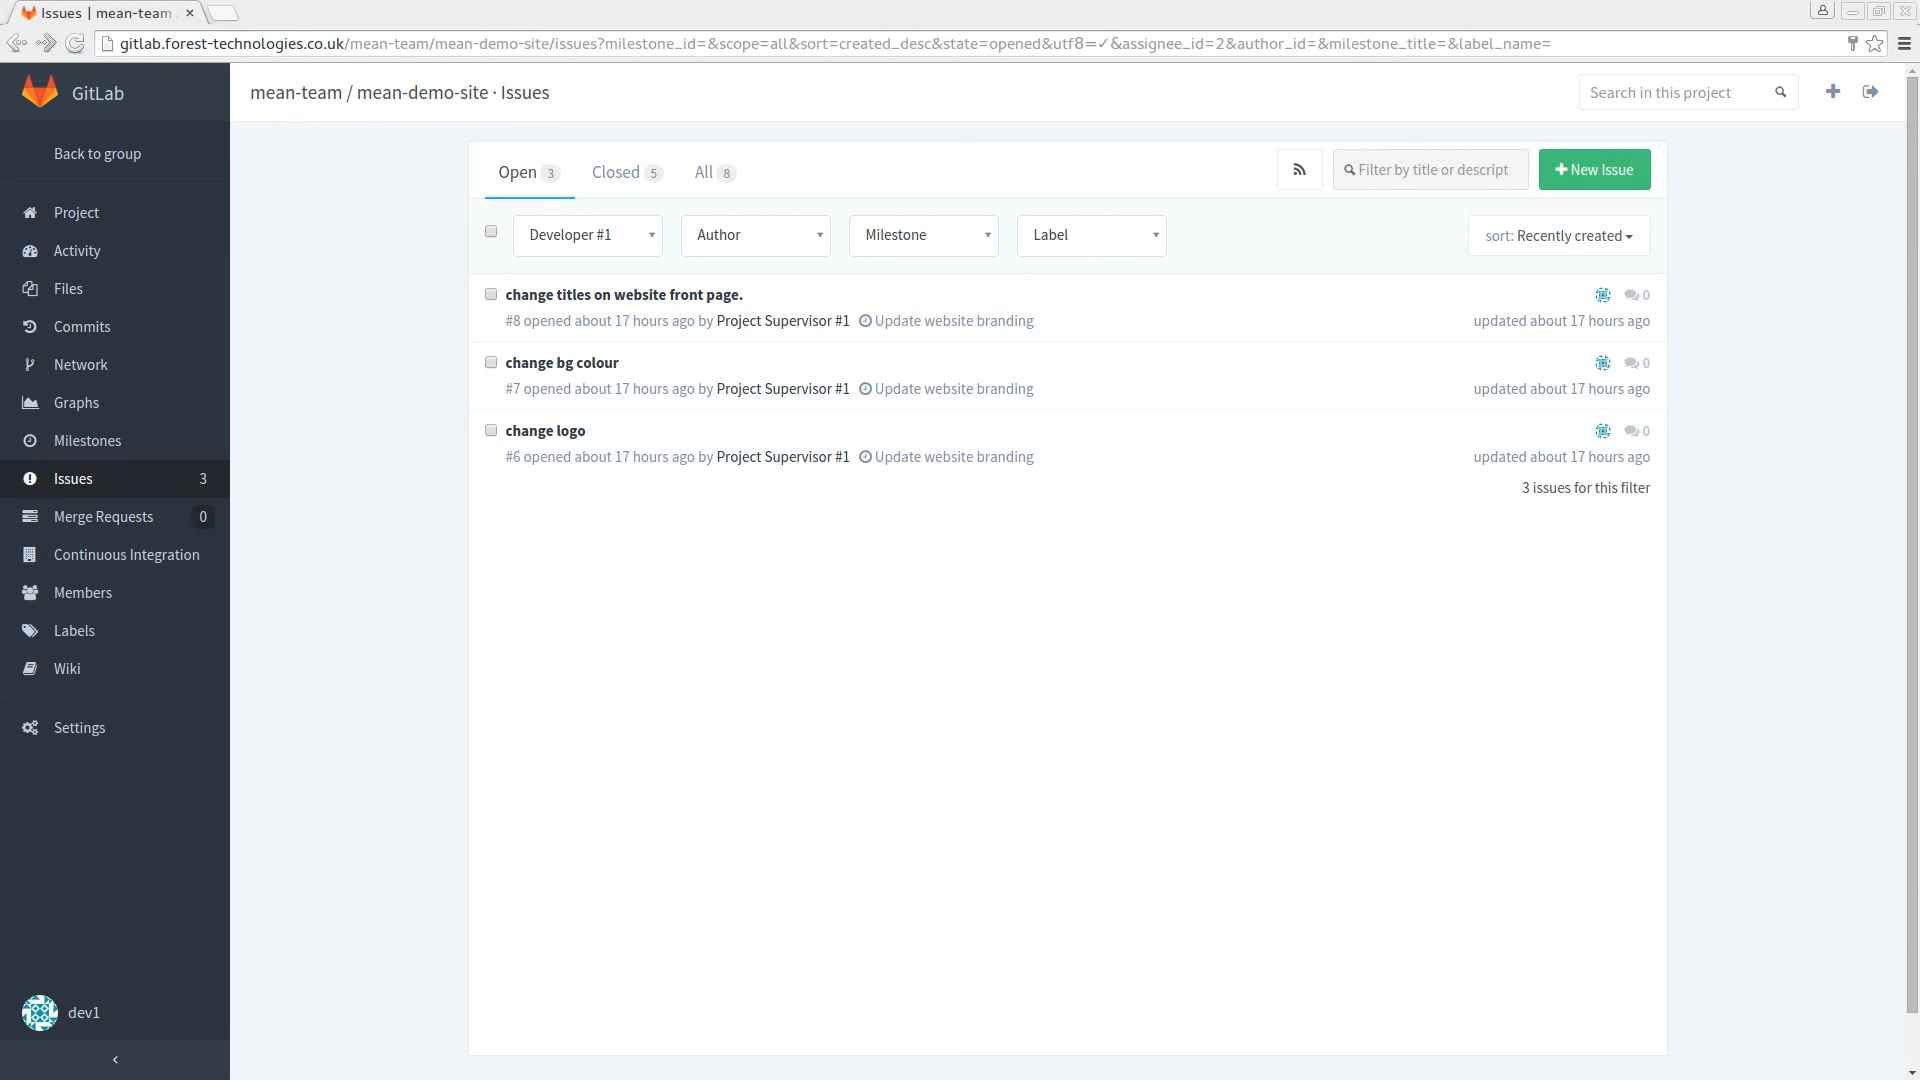 Issues | mean-team
gitlab.forest-technologies.co.uk/mean-team/mean-demo-site/issues?milestone_id=&scope=all&sort=created_desc&state=opened&utf8=✓&assignee_id=2&author_id=&milestone_title=&label_name=
GitLab
mean-team / mean-demo-site · Issues
Search in this project
Back to group
Project
Activity
Files
Commits
Network
Graphs
Milestones
Issues 3
Merge Requests 0
Continuous Integration
Members
Labels
Wiki
Settings
dev1
Open 3 Closed 5 All 8
Filter by title or descript
New Issue
Developer #1 Author Milestone Label
sort: Recently created
change titles on website front page. 0
#8 opened about 17 hours ago by Project Supervisor #1 Update website branding updated about 17 hours ago
change bg colour 0
#7 opened about 17 hours ago by Project Supervisor #1 Update website branding updated about 17 hours ago
change logo 0
#6 opened about 17 hours ago by Project Supervisor #1 Update website branding updated about 17 hours ago
3 issues for this filter